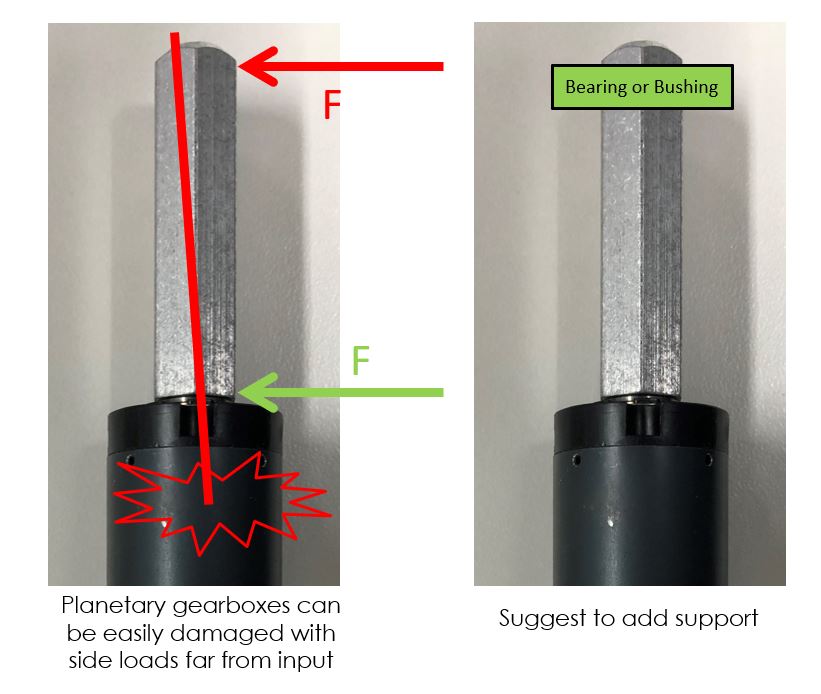 F
Bearing or Bushing
F
Planetary gearboxes can
be easily damaged with
side loads far from input
Suggest to add support